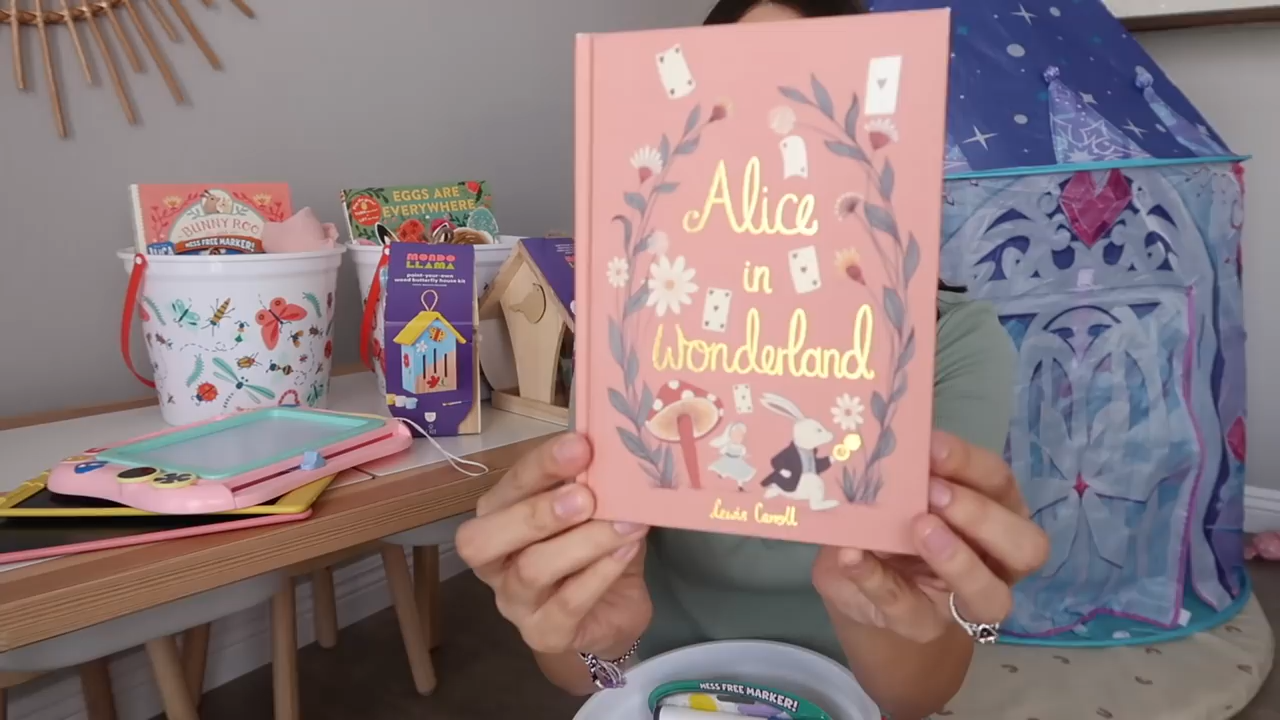 Alice
in
Wonderland
Lewis Carroll
BUNNY ROO
MESS FREE MARKER!
EGGS ARE
EVERYWHERE
MONDO
LLAMA
paint-your-own
wood butterfly house kit
MESS FREE MARKER!